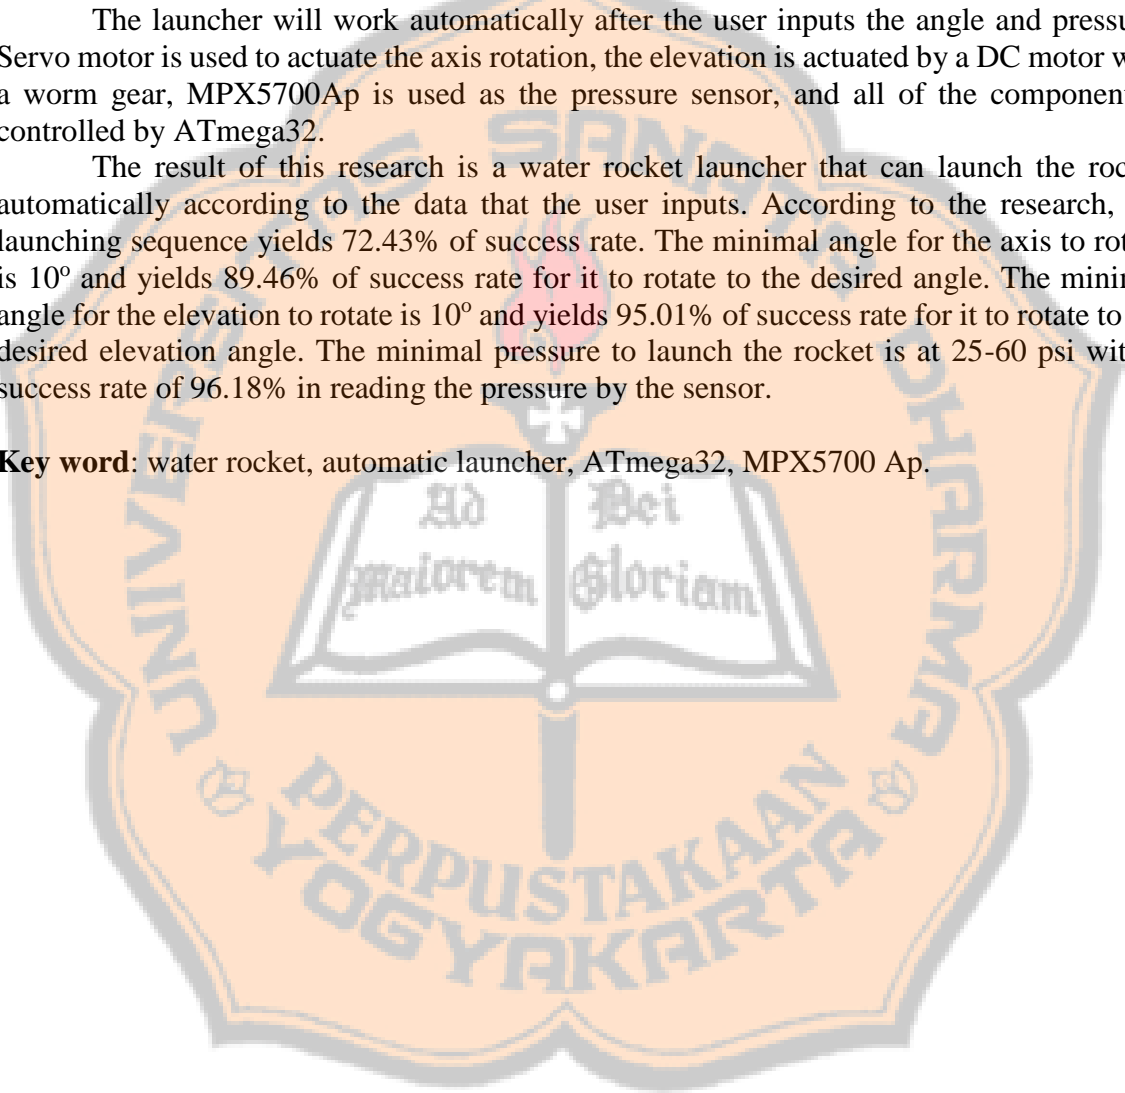 The launcher will work automatically after the user inputs the angle and pressu
Servo motor is used to actuate the axis rotation, the elevation is actuated by a DC motor w
a worm gear, MPX5700Ap is used as the pressure sensor, and all of the component
controlled by ATmega32.
The result of this research is a water rocket launcher that can launch the roc
automatically according to the data that the user inputs. According to the research,
launching sequence yields 72.43% of success rate. The minimal angle for the axis to rot
is 10º and yields 89.46% of success rate for it to rotate to the desired angle. The minin
angle for the elevation to rotate is 10º and yields 95.01% of success rate for it to rotate to
desired elevation angle. The minimal pressure to launch the rocket is at 25-60 psi wit
success rate of 96.18% in reading the pressure by the sensor.
Key word: water rocket, automatic launcher, ATmega32, MPX5700 Ap.
UNIVERSITAS SANATA DHARMA
Ad Dei
maiorem Gloriam
PERPUSTAKAAN
YOGYAKARTA